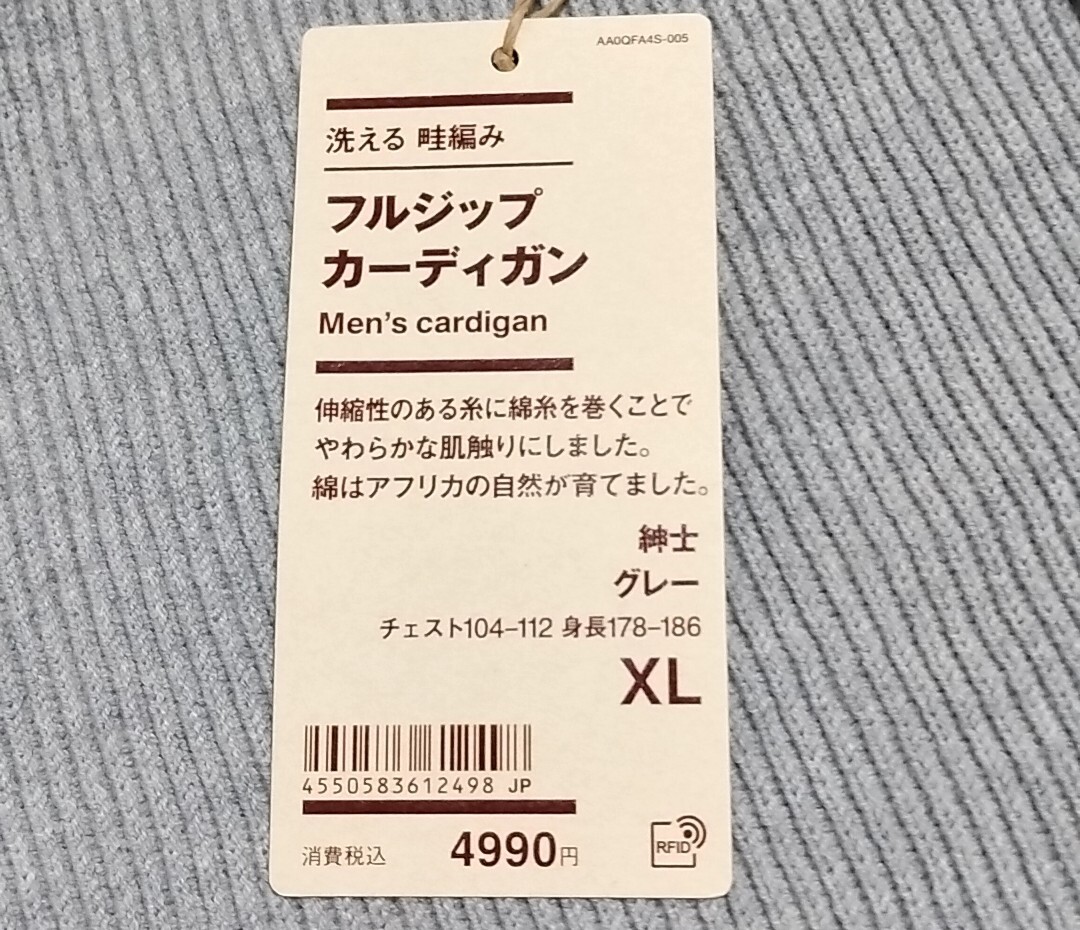 AA0QFA4S-005
洗える 畦編み
フルジップ
カーディガン
Men's cardigan
伸縮性のある糸に綿糸を巻くことで
やわらかな肌触りにしました。
綿はアフリカの自然が育てました。
紳士
グレー
チェスト104–112 身長178–186
XL
4550583612498 JP
消費税込 4990円
RFID